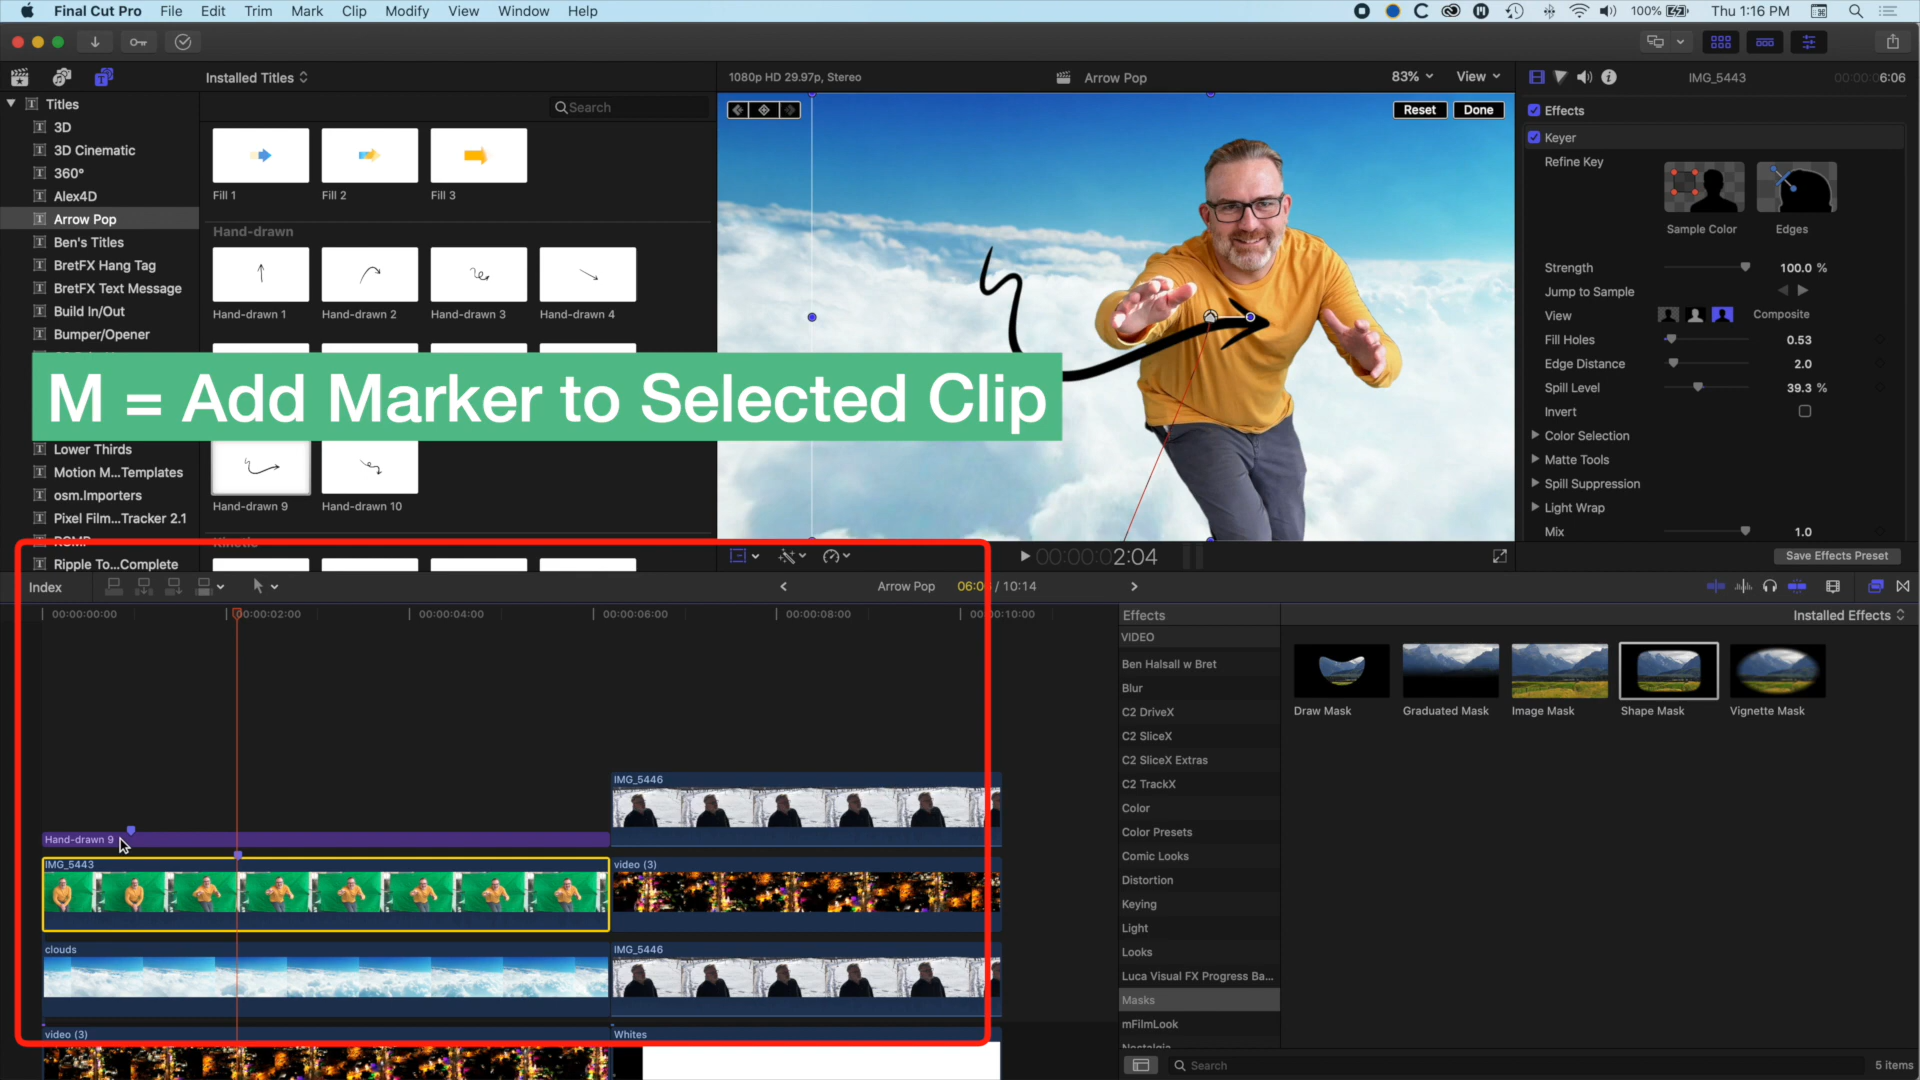 Final Cut Pro File Edit Trim Mark Clip Modify View Window Help 100% Thu 1:16 PM
Installed Titles
1080p HD 29.97p, Stereo
Arrow Pop
83%
View
IMG_5443
00:00:06:06
Titles
3D
3D Cinematic
360°
Alex4D
Arrow Pop
Ben's Titles
BretFX Hang Tag
BretFX Text Message
Build In/Out
Bumper/Opener
Lower Thirds
Motion M...Templates
osm.Importers
Pixel Film...Tracker 2.1
Ripple To...Complete
Search
Fill 1 Fill 2 Fill 3
Hand-drawn
Hand-drawn 1 Hand-drawn 2 Hand-drawn 3 Hand-drawn 4
M = Add Marker to Selected Clip
Hand-drawn 9 Hand-drawn 10
Kinetic
Reset Done
Effects
Keyer
Refine Key
Sample Color Edges
Strength 100.0 %
Jump to Sample
View Composite
Fill Holes 0.53
Edge Distance 2.0
Spill Level 39.3 %
Invert
Color Selection
Matte Tools
Spill Suppression
Light Wrap
Mix 1.0
Save Effects Preset
00:00:02:04
Index
Arrow Pop
/ 10:14
00:00:00:00 00:00:02:00 00:00:04:00 00:00:06:00 00:00:08:00 00:00:10:00
IMG_5446
Hand-drawn 9
IMG_5443
video (3)
clouds
IMG_5446
video (3)
Whites
Effects
Installed Effects
VIDEO
Ben Halsall w Bret
Blur
C2 DriveX
C2 SliceX
C2 SliceX Extras
C2 TrackX
Color
Color Presets
Comic Looks
Distortion
Keying
Light
Looks
Luca Visual FX Progress Ba...
Masks
mFilmLook
Nostalgia
Draw Mask Graduated Mask Image Mask Shape Mask Vignette Mask
Search
5 items